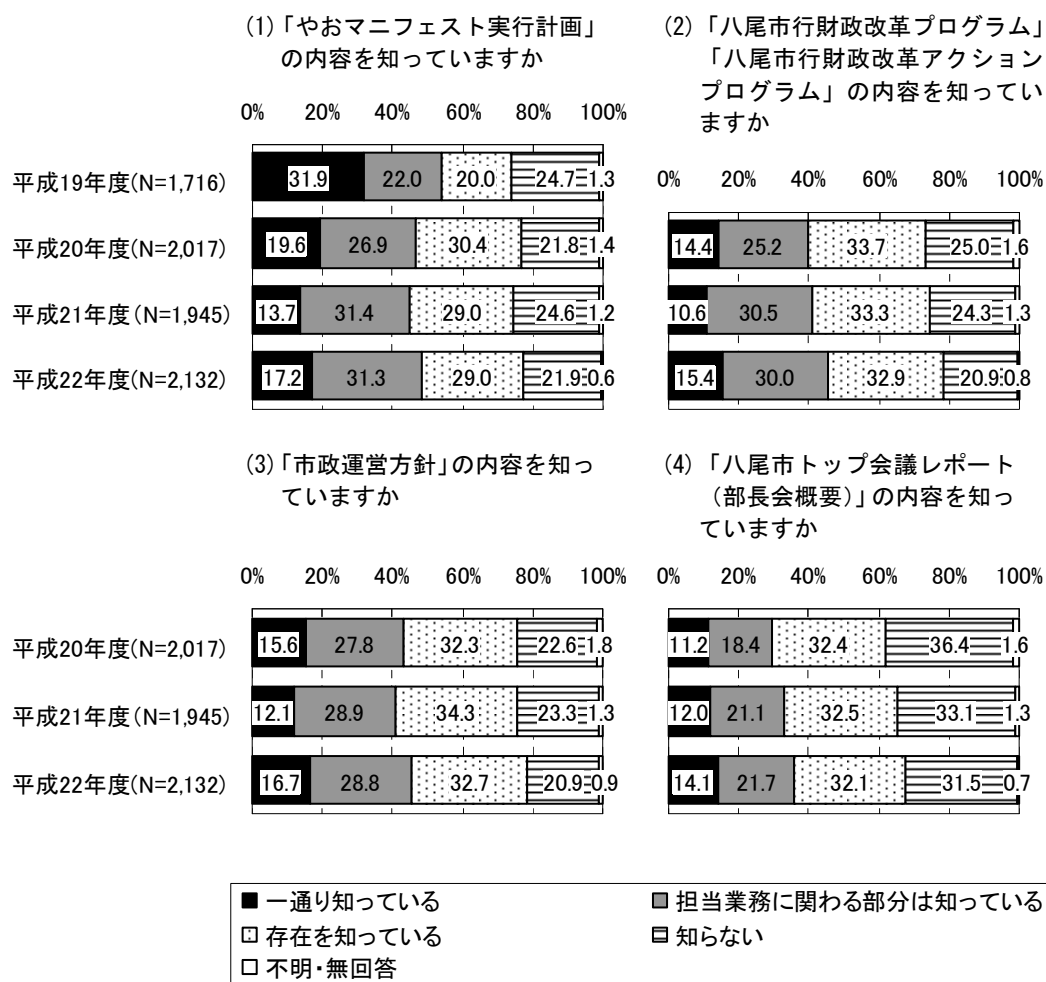 (1)「やおマニフェスト実行計画」
の内容を知っていますか
0% 20% 40% 60% 80% 100%
平成19年度(N=1,716) 31.9 22.0 20.0 24.7 1.3
平成20年度(N=2,017) 19.6 26.9 30.4 21.8 1.4
平成21年度(N=1,945) 13.7 31.4 29.0 24.6 1.2
平成22年度(N=2,132) 17.2 31.3 29.0 21.9 0.6
(2)「八尾市行財政改革プログラム」
「八尾市行財政改革アクション
プログラム」の内容を知ってい
ますか
0% 20% 40% 60% 80% 100%
14.4 25.2 33.7 25.0 1.6
10.6 30.5 33.3 24.3 1.3
15.4 30.0 32.9 20.9 0.8
(3)「市政運営方針」の内容を知っ
ていますか
0% 20% 40% 60% 80% 100%
平成20年度(N=2,017) 15.6 27.8 32.3 22.6 1.8
平成21年度(N=1,945) 12.1 28.9 34.3 23.3 1.3
平成22年度(N=2,132) 16.7 28.8 32.7 20.9 0.9
(4)「八尾市トップ会議レポート
（部長会概要）」の内容を知っ
ていますか
0% 20% 40% 60% 80% 100%
11.2 18.4 32.4 36.4 1.6
12.0 21.1 32.5 33.1 1.3
14.1 21.7 32.1 31.5 0.7
一通り知っている 担当業務に関わる部分は知っている
存在を知っている 知らない
不明・無回答